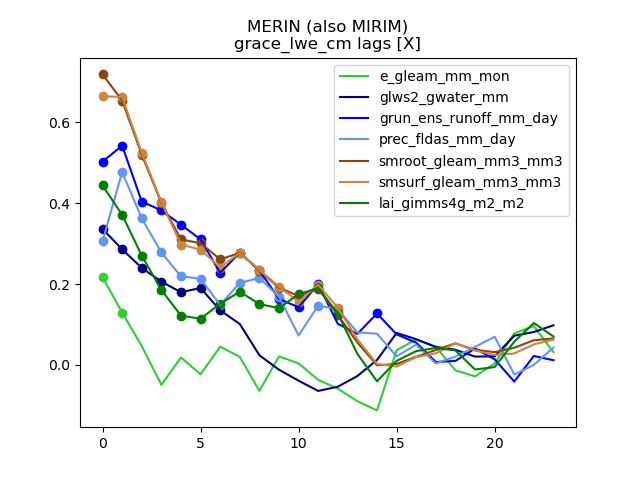 MERIN (also MIRIM)
grace_lwe_cm lags [X]
e_gleam_mm_mon
glws2_gwater_mm
grun_ens_runoff_mm_day
prec_fldas_mm_day
smroot_gleam_mm3_mm3
smsurf_gleam_mm3_mm3
lai_gimms4g_m2_m2
0.6
0.4
0.2
0.0
0
5
10
15
20